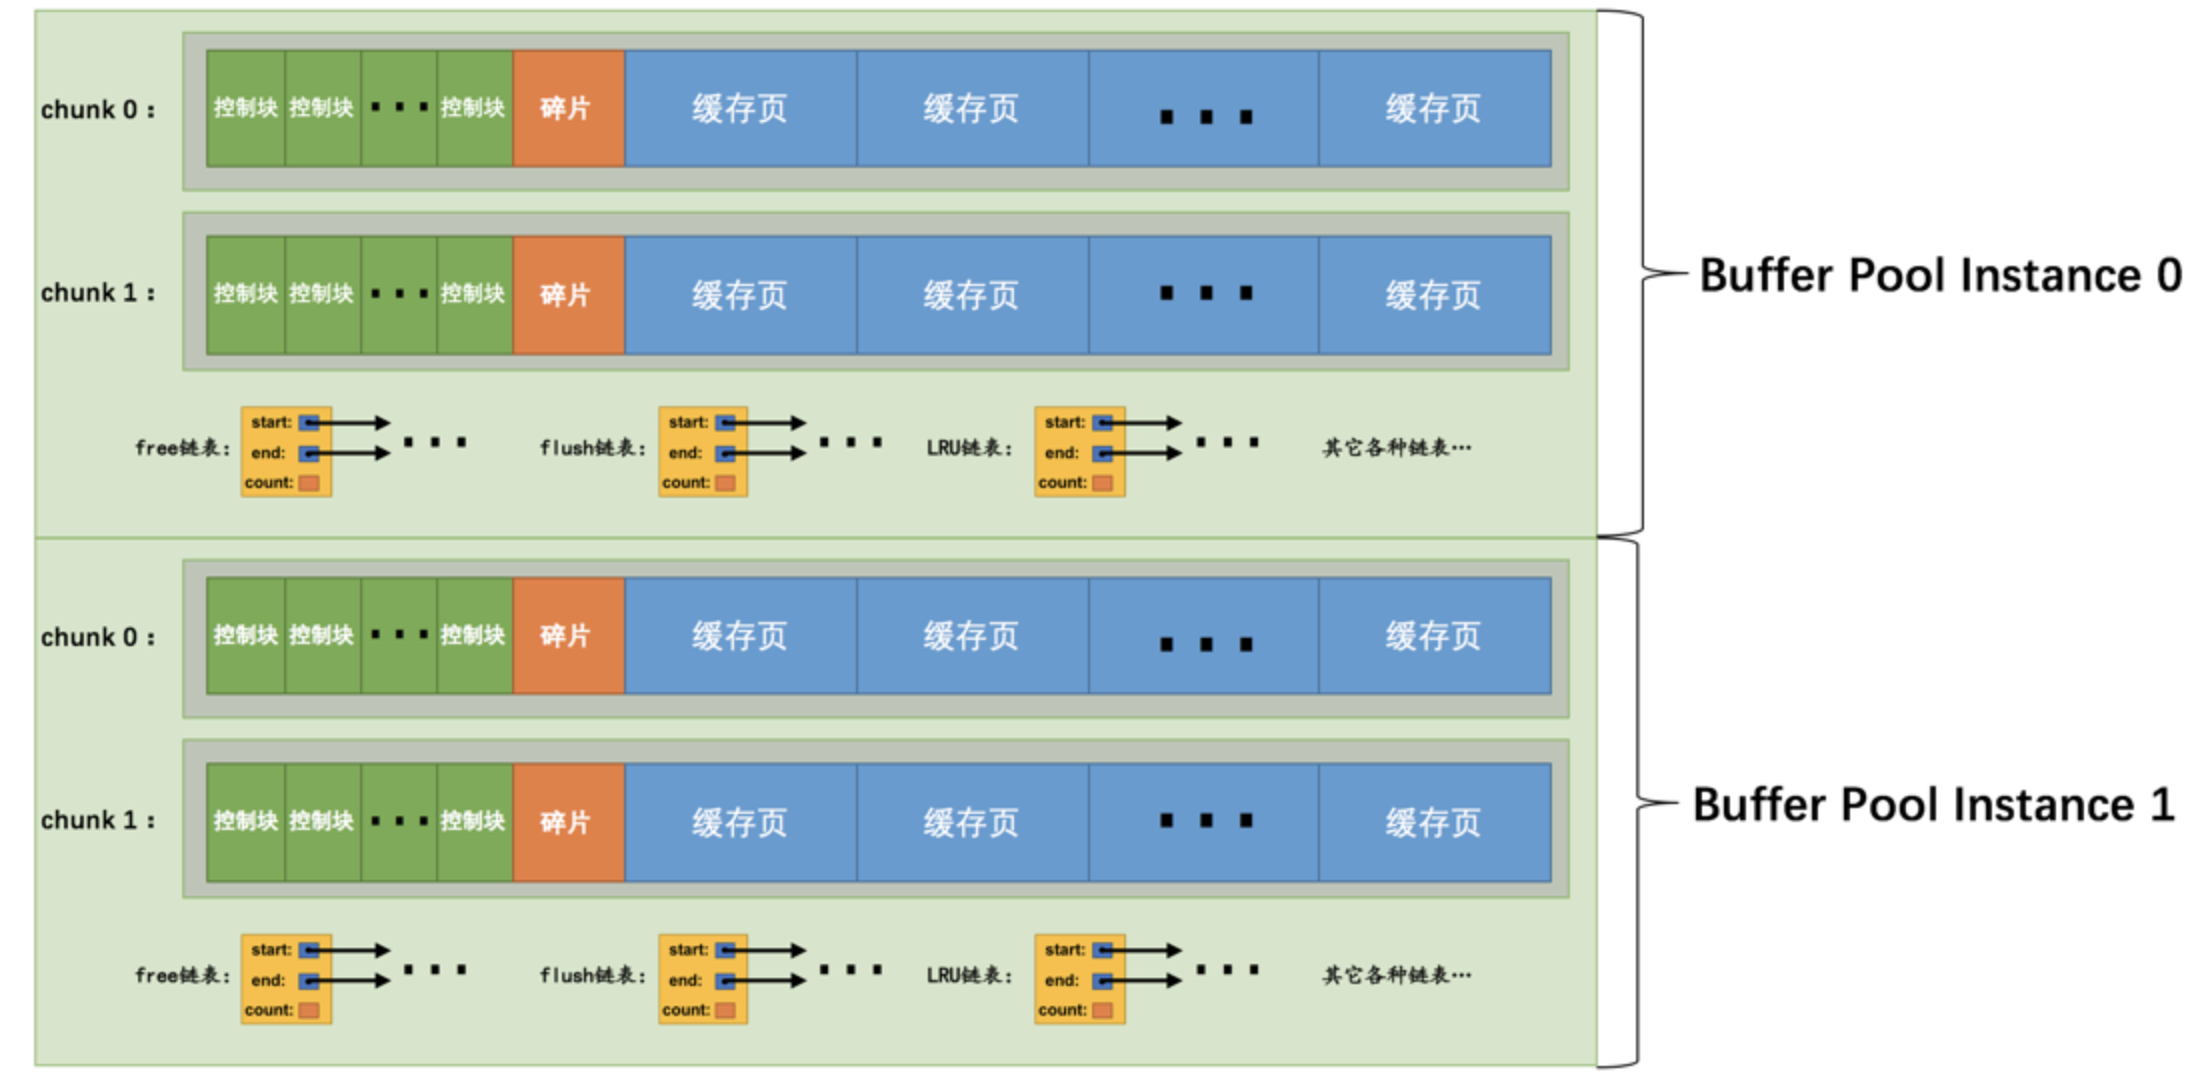 chunk 0： 控制块 控制块 ··· 控制块 碎片 缓存页 缓存页 ··· 缓存页
chunk 1： 控制块 控制块 ··· 控制块 碎片 缓存页 缓存页 ··· 缓存页
Buffer Pool Instance 0
free链表： start: end: count: ···
flush链表： start: end: count: ···
LRU链表： start: end: count: ···
其它各种链表···
chunk 0： 控制块 控制块 ··· 控制块 碎片 缓存页 缓存页 ··· 缓存页
chunk 1： 控制块 控制块 ··· 控制块 碎片 缓存页 缓存页 ··· 缓存页
Buffer Pool Instance 1
free链表： start: end: count: ···
flush链表： start: end: count: ···
LRU链表： start: end: count: ···
其它各种链表···